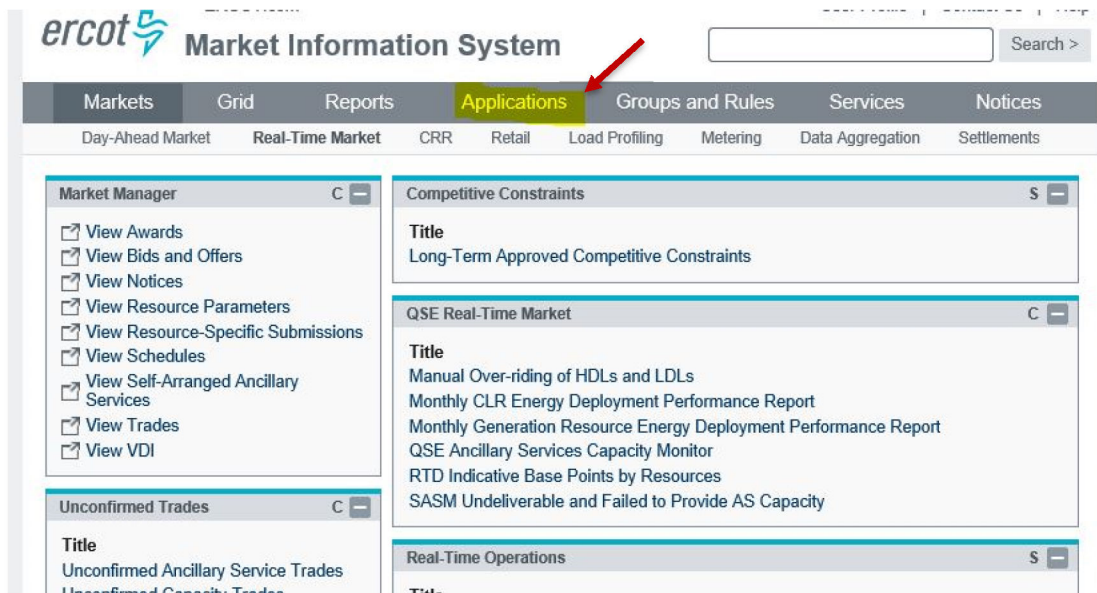 ercot
Market Information System
Search >
Markets Grid Reports Applications Groups and Rules Services Notices
Day-Ahead Market Real-Time Market CRR Retail Load Profiling Metering Data Aggregation Settlements
Market Manager C
View Awards
View Bids and Offers
View Notices
View Resource Parameters
View Resource-Specific Submissions
View Schedules
View Self-Arranged Ancillary
Services
View Trades
View VDI
Unconfirmed Trades C
Title
Unconfirmed Ancillary Service Trades
Unconfirmed Capacity Trades
Competitive Constraints S
Title
Long-Term Approved Competitive Constraints
QSE Real-Time Market C
Title
Manual Over-riding of HDLs and LDLs
Monthly CLR Energy Deployment Performance Report
Monthly Generation Resource Energy Deployment Performance Report
QSE Ancillary Services Capacity Monitor
RTD Indicative Base Points by Resources
SASM Undeliverable and Failed to Provide AS Capacity
Real-Time Operations S
Title